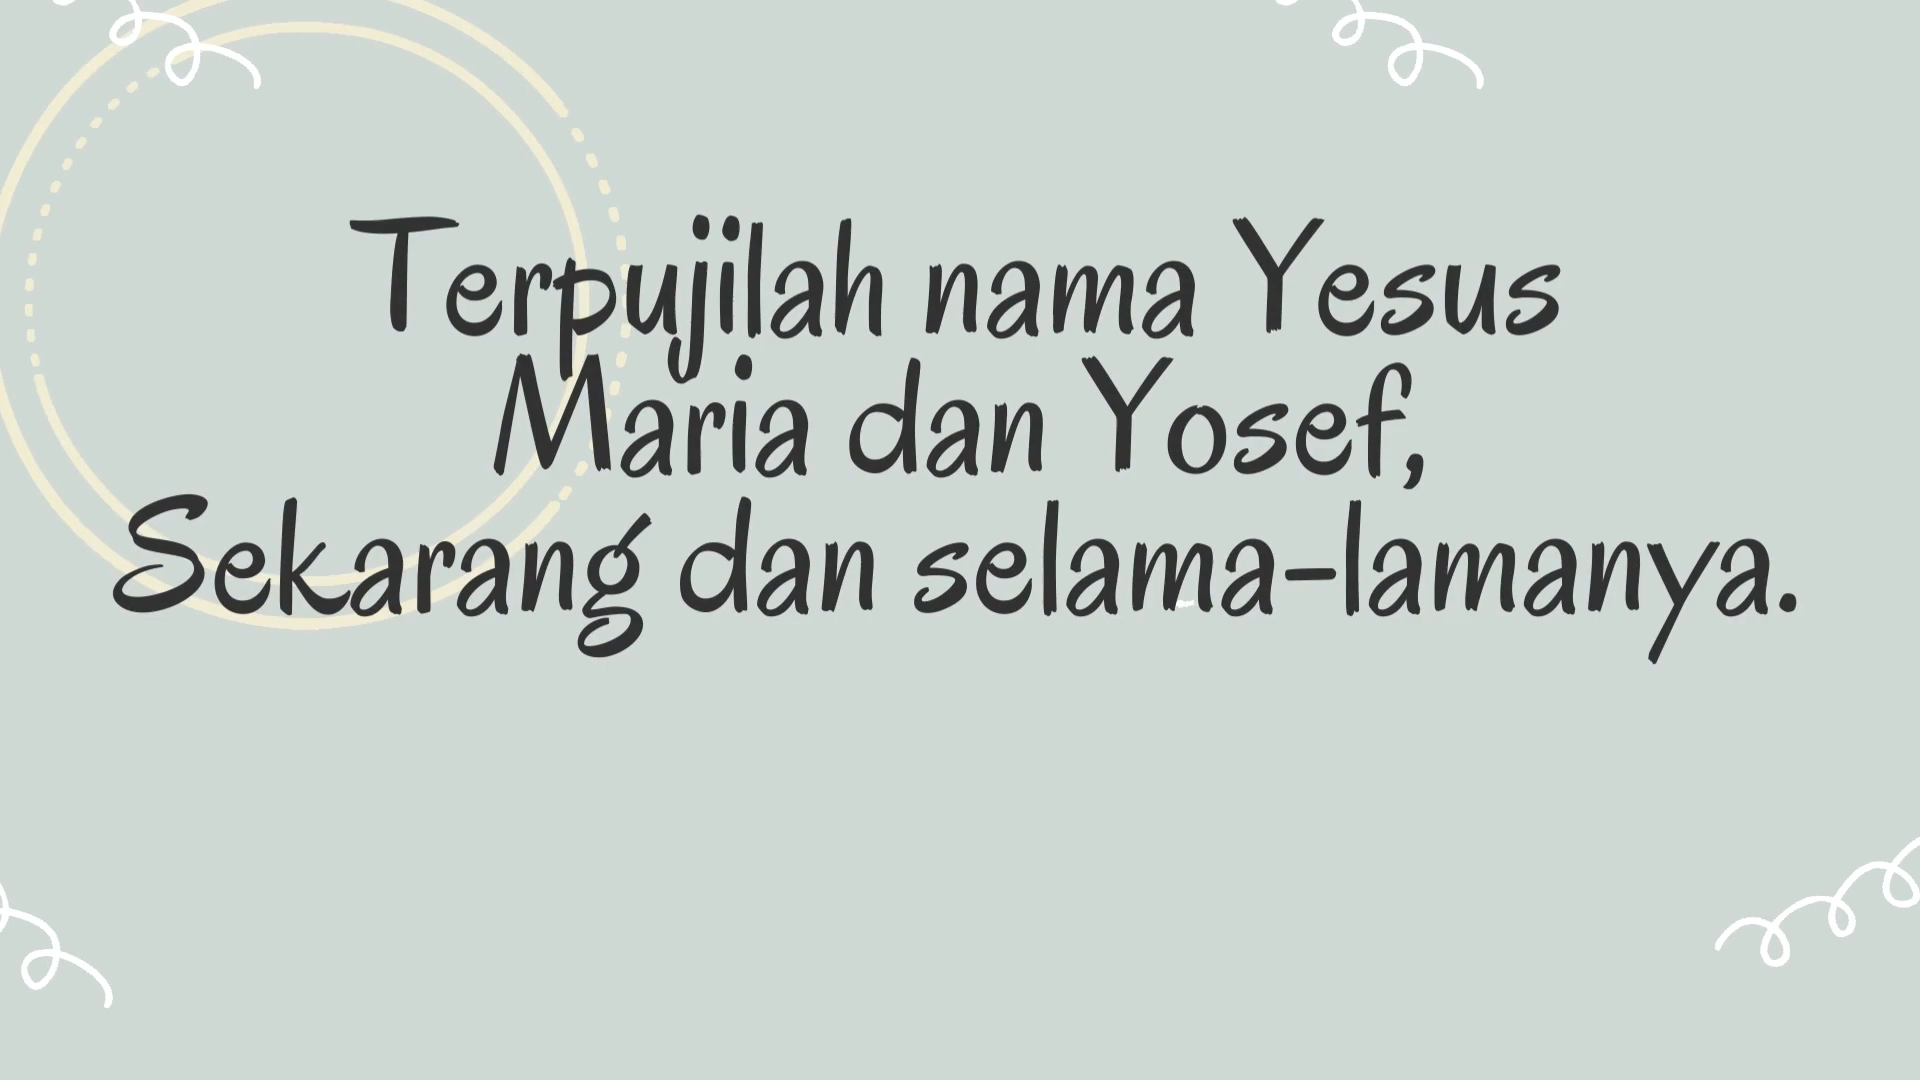 Terpujilah nama Yesus
Maria dan Yosef,
Sekarang dan selama-lamanya.